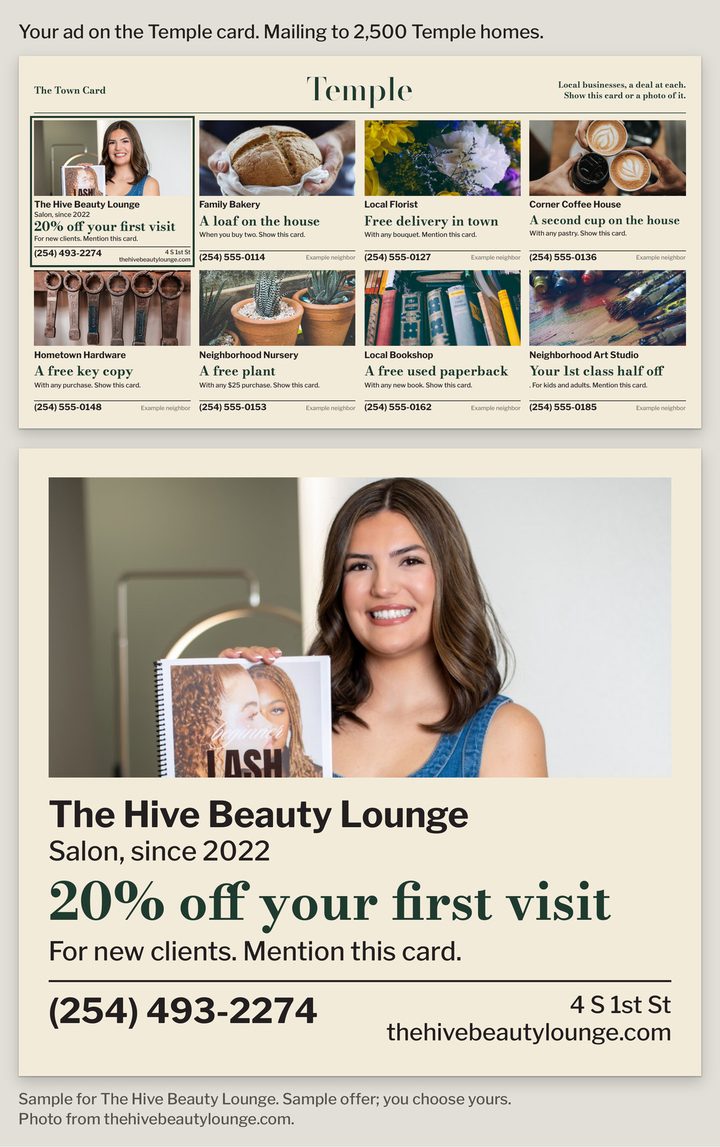 Your ad on the Temple card. Mailing to 2,500 Temple homes.
The Town Card
Temple
Local businesses, a deal at each.
Show this card or a photo of it.
The Hive Beauty Lounge
Salon, since 2022
20% off your first visit
For new clients. Mention this card.
(254) 493-2274
4 S 1st St
thehivebeautylounge.com
Family Bakery
A loaf on the house
When you buy two. Show this card.
(254) 555-0114
Example neighbor
Local Florist
Free delivery in town
With any bouquet. Show this card.
(254) 555-0127
Example neighbor
Corner Coffee House
A second cup on the house
With any pastry. Show this card.
(254) 555-0136
Example neighbor
Hometown Hardware
A free key copy
With any purchase. Show this card.
(254) 555-0148
Example neighbor
Neighborhood Nursery
A free plant
With any $25 purchase. Show this card.
(254) 555-0153
Example neighbor
Local Bookshop
A free used paperback
With any new book. Show this card.
(254) 555-0162
Example neighbor
Neighborhood Art Studio
Your 1st class half off
. For kids and adults. Mention this card.
(254) 555-0185
Example neighbor
beginner
LASH
The Hive Beauty Lounge
Salon, since 2022
20% off your first visit
For new clients. Mention this card.
(254) 493-2274
4 S 1st St
thehivebeautylounge.com
Sample for The Hive Beauty Lounge. Sample offer; you choose yours.
Photo from thehivebeautylounge.com.